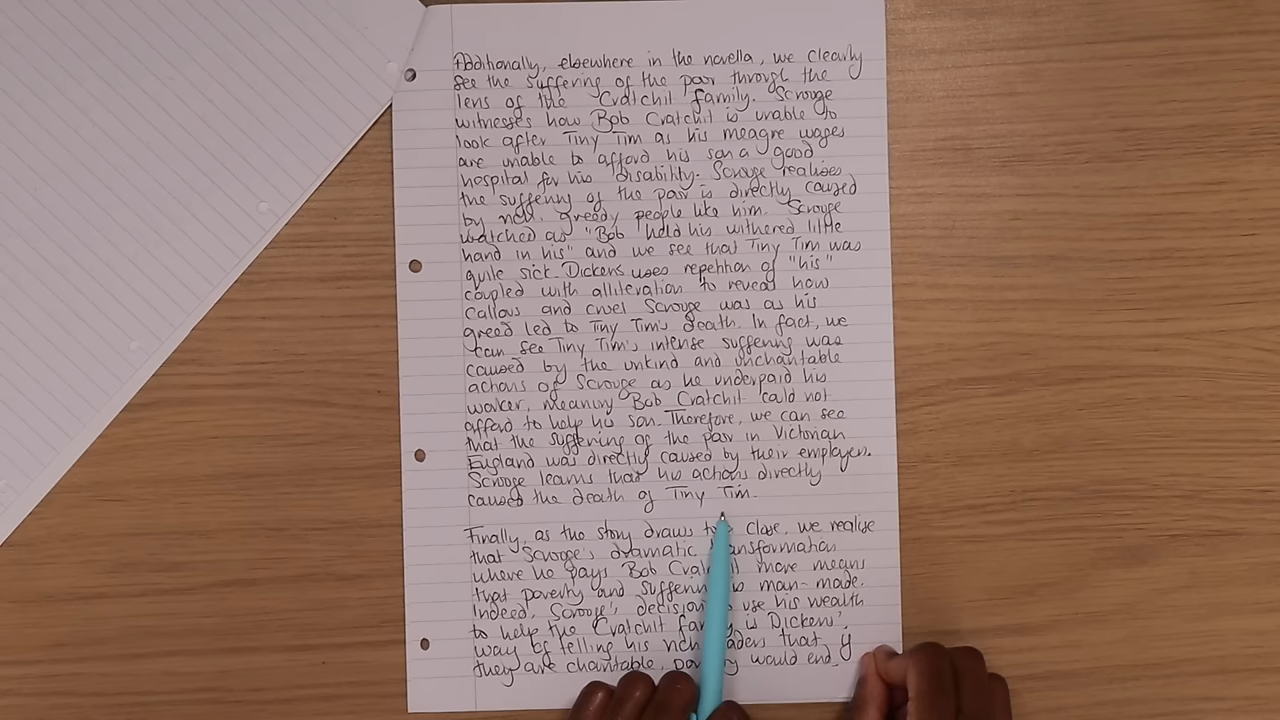 Additionally, elsewhere in the novella, we clearly
see the suffering of the poor through the
lens of the Cratchit family. Scrooge
witnesses how Bob Cratchit is unable to
look after Tiny Tim as his meagre wages
are unable to afford his son a good
hospital for his disability. Scrooge realises
the suffering of the poor is directly caused
by rich, greedy people like him. Scrooge
watched as "Bob held his withered little
hand in his" and we see that Tiny Tim was
quite sick. Dickens uses repetition of "his"
coupled with alliteration to reveal how
callous and cruel Scrooge was as his
greed led to Tiny Tim's death. In fact, we
can see Tiny Tim's intense suffering was
caused by the unkind and uncharitable
actions of Scrooge as he underpaid his
worker, meaning Bob Cratchit could not
afford to help his son. Therefore, we can see
that the suffering of the poor in Victorian
England was directly caused by their employers.
Scrooge learns that his actions directly
caused the death of Tiny Tim.
Finally, as the story draws to close, we realise
that Scrooge's dramatic transformation
where he pays Bob more means
that poverty and suffering is man-made.
Indeed, Scrooge's decision use his wealth
to help the Cratchit family is Dickens'
way of telling his rich that if
they are charitable, would end.